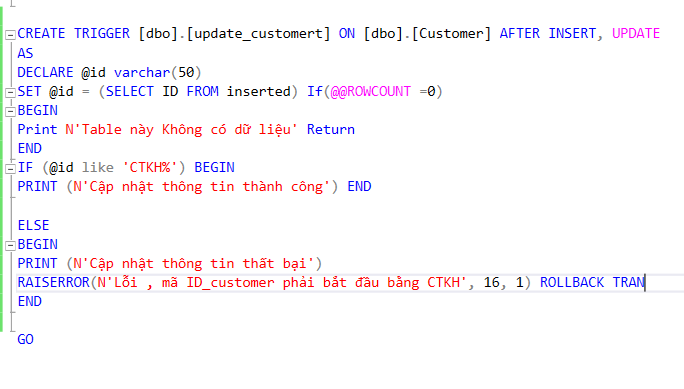 CREATE TRIGGER [dbo].[update_customert] ON [dbo].[Customer] AFTER INSERT, UPDATE
AS
DECLARE @id varchar(50)
SET @id = (SELECT ID FROM inserted) If(@@ROWCOUNT =0)
BEGIN
Print N'Table này Không có dữ liệu' Return
END
IF (@id like 'CTKH%') BEGIN
PRINT (N'Cập nhật thông tin thành công') END
ELSE
BEGIN
PRINT (N'Cập nhật thông tin thất bại')
RAISERROR(N'Lỗi , mã ID_customer phải bắt đầu bằng CTKH', 16, 1) ROLLBACK TRAN
END
GO